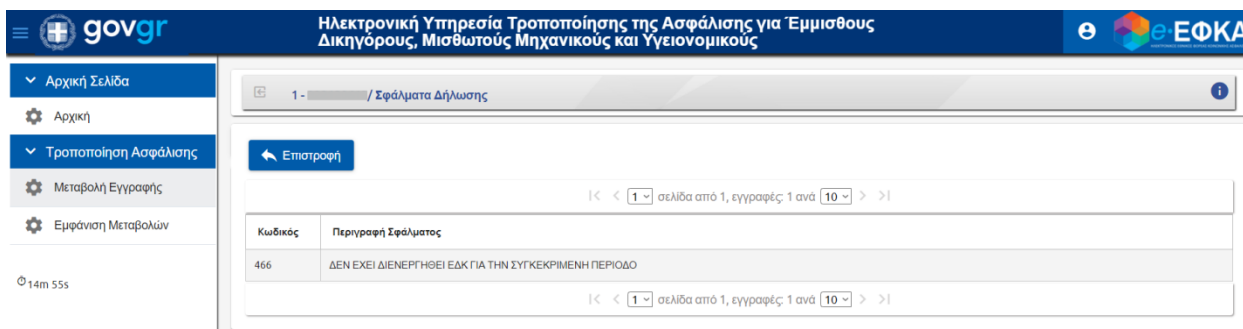 govgr
Ηλεκτρονική Υπηρεσία Τροποποίησης της Ασφάλισης για Έμμισθους
Δικηγόρους, Μισθωτούς Μηχανικούς και Υγειονομικούς
e-ΕΦΚΑ
Αρχική Σελίδα
Αρχική
Τροποποίηση Ασφάλισης
Μεταβολή Εγγραφής
Εμφάνιση Μεταβολών
14m 55s
1 - / Σφάλματα Δήλωσης
Επιστροφή
1 σελίδα από 1, εγγραφές: 1 ανά 10
Κωδικός Περιγραφή Σφάλματος
466 ΔΕΝ ΕΧΕΙ ΔΙΕΝΕΡΓΗΘΕΙ ΕΔΚ ΓΙΑ ΤΗΝ ΣΥΓΚΕΚΡΙΜΕΝΗ ΠΕΡΙΟΔΟ
1 σελίδα από 1, εγγραφές: 1 ανά 10